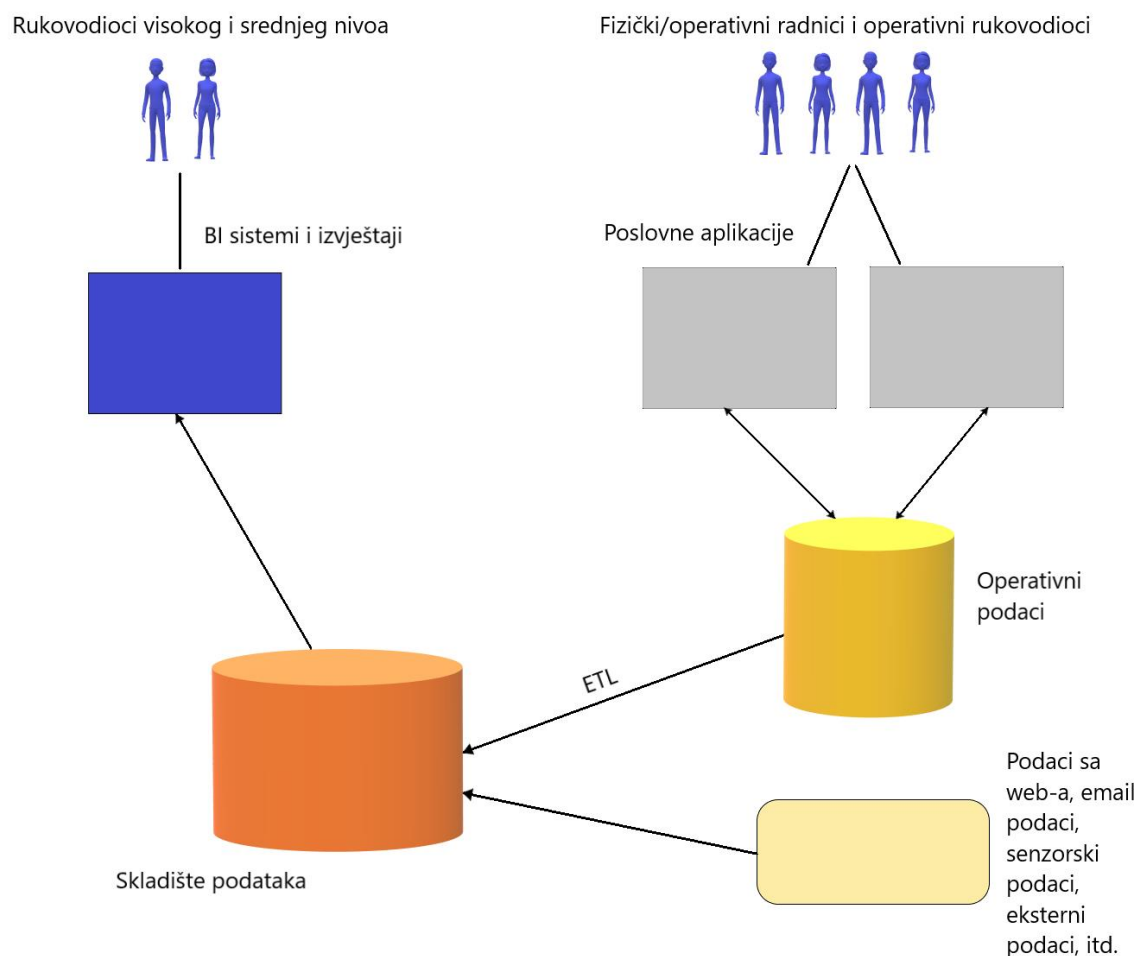 Rukovodioci visokog i srednjeg nivoa
Fizički/operativni radnici i operativni rukovodioci
BI sistemi i izvještaji
Poslovne aplikacije
Operativni
podaci
ETL
Skladište podataka
Podaci sa
web-a, email
podaci,
senzorski
podaci,
eksterni
podaci, itd.